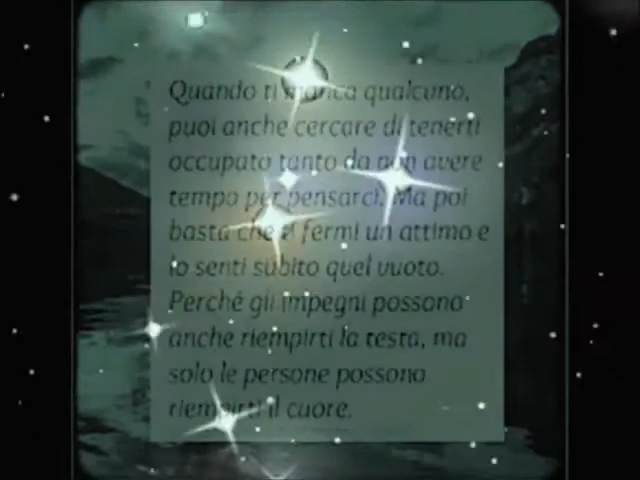 Quando ti manca qualcuno,
puoi anche cercare di tenerti
occupato tanto da non avere
tempo per pensarci. Ma poi
basta che ti fermi un attimo e
lo senti subito quel vuoto.
Perché gli impegni possono
anche riempirti la testa, ma
solo le persone possono
riempirti il cuore.